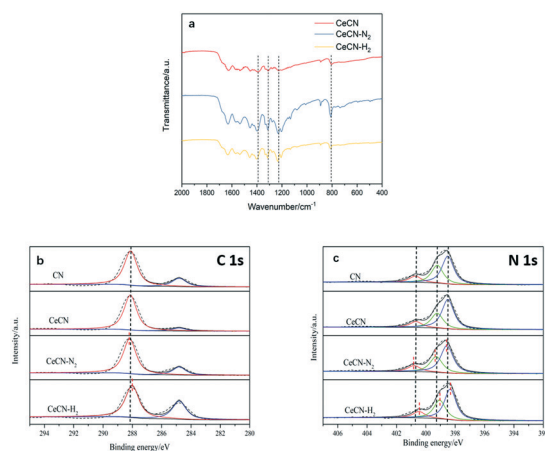 a
CeCN
CeCN-N₂
CeCN-H₂
Transmittance/a.u.
2000 1800 1600 1400 1200 1000 800 600 400
Wavenumber/cm⁻¹
b
C 1s
CN
CeCN
CeCN-N₂
CeCN-H₂
Intensity/a.u.
294 292 290 288 286 284 282 280
Binding energy/eV
c
N 1s
CN
CeCN
CeCN-N₂
CeCN-H₂
Intensity/a.u.
406 404 402 400 398 396 394 39
Binding energy/eV